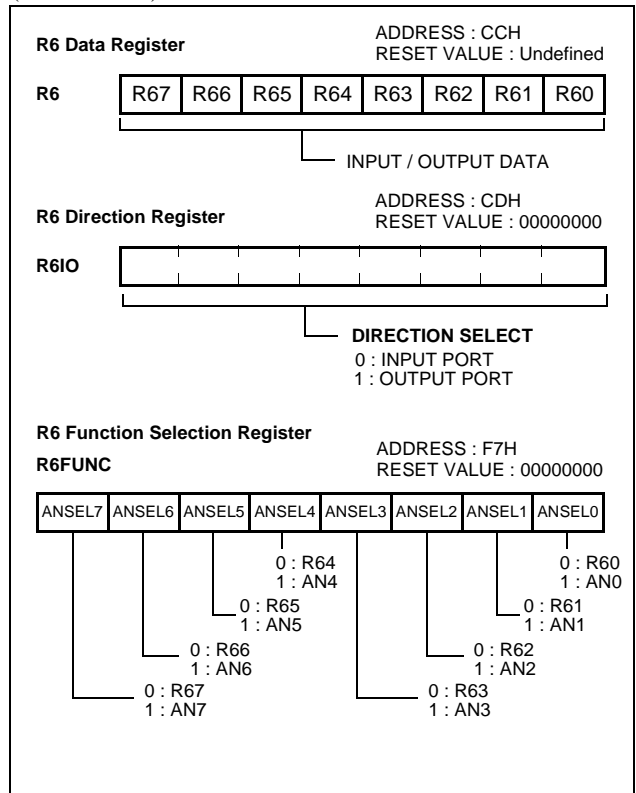 R6 Data Register
ADDRESS : CCH
RESET VALUE : Undefined
R6
R67 R66 R65 R64 R63 R62 R61 R60
INPUT / OUTPUT DATA
R6 Direction Register
ADDRESS : CDH
RESET VALUE : 00000000
R6IO
DIRECTION SELECT
0 : INPUT PORT
1 : OUTPUT PORT
R6 Function Selection Register
R6FUNC
ADDRESS : F7H
RESET VALUE : 00000000
ANSEL7 ANSEL6 ANSEL5 ANSEL4 ANSEL3 ANSEL2 ANSEL1 ANSEL0
0 : R64
1 : AN4
0 : R60
1 : AN0
0 : R65
1 : AN5
0 : R61
1 : AN1
0 : R66
1 : AN6
0 : R62
1 : AN2
0 : R67
1 : AN7
0 : R63
1 : AN3